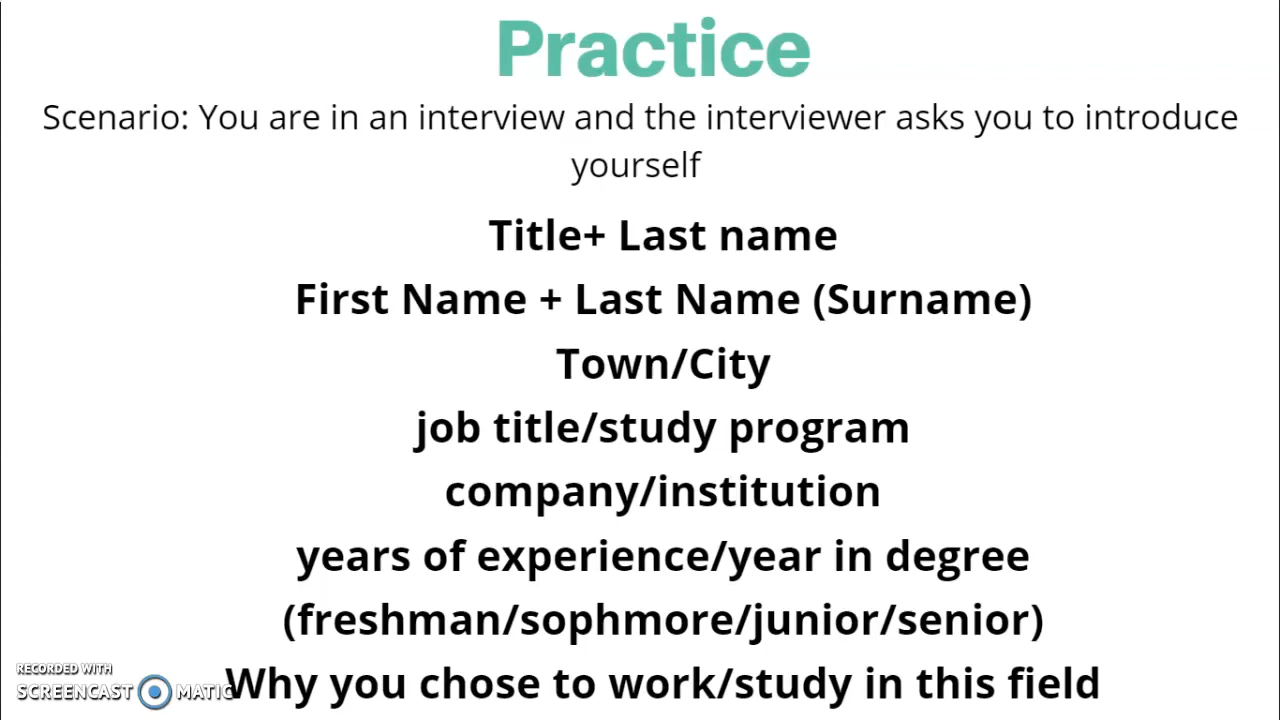 Practice
Scenario: You are in an interview and the interviewer asks you to introduce
yourself
Title+ Last name
First Name + Last Name (Surname)
Town/City
job title/study program
company/institution
years of experience/year in degree
(freshman/sophmore/junior/senior)
Why you chose to work/study in this field
RECORDED WITH
SCREENCAST MATIC